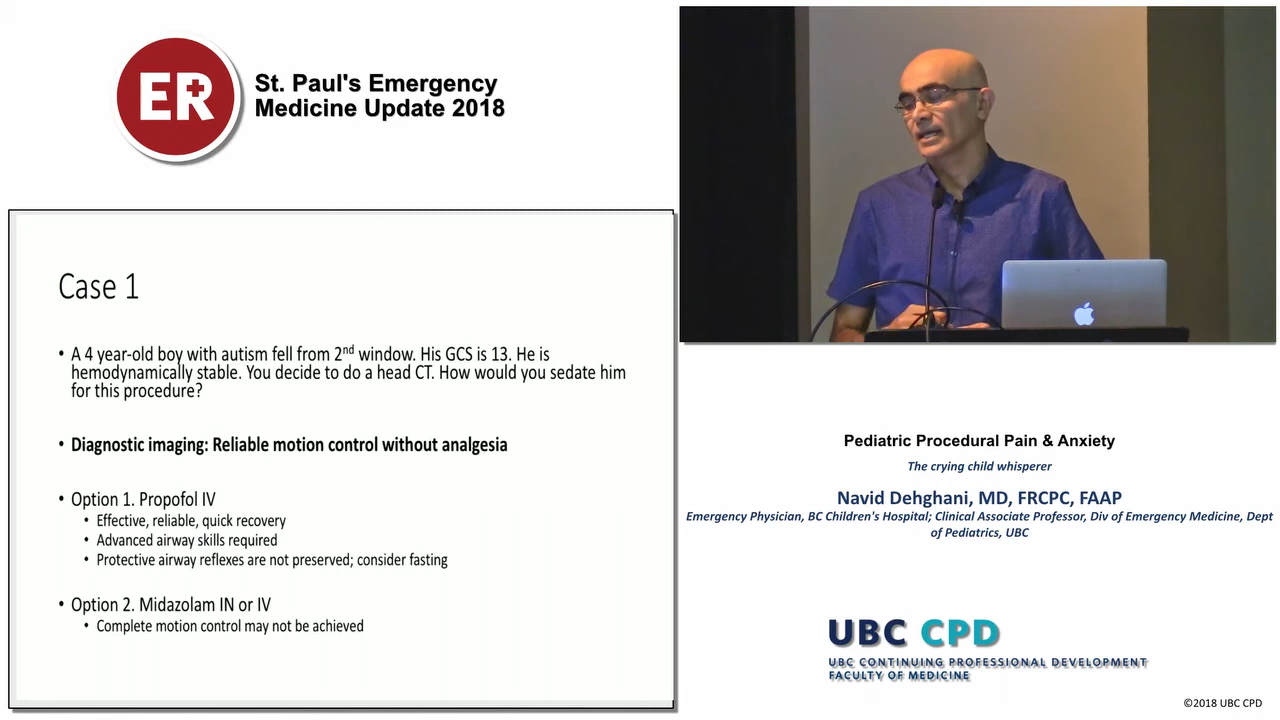 ER
St. Paul's Emergency
Medicine Update 2018
Case 1
• A 4 year-old boy with autism fell from 2nd window. His GCS is 13. He is
hemodynamically stable. You decide to do a head CT. How would you sedate him
for this procedure?
• Diagnostic imaging: Reliable motion control without analgesia
• Option 1. Propofol IV
• Effective, reliable, quick recovery
• Advanced airway skills required
• Protective airway reflexes are not preserved; consider fasting
• Option 2. Midazolam IN or IV
• Complete motion control may not be achieved
Pediatric Procedural Pain & Anxiety
The crying child whisperer
Navid Dehghani, MD, FRCPC, FAAP
Emergency Physician, BC Children's Hospital; Clinical Associate Professor, Div of Emergency Medicine, Dept
of Pediatrics, UBC
UBC CPD
UBC CONTINUING PROFESSIONAL DEVELOPMENT
FACULTY OF MEDICINE
©2018 UBC CPD